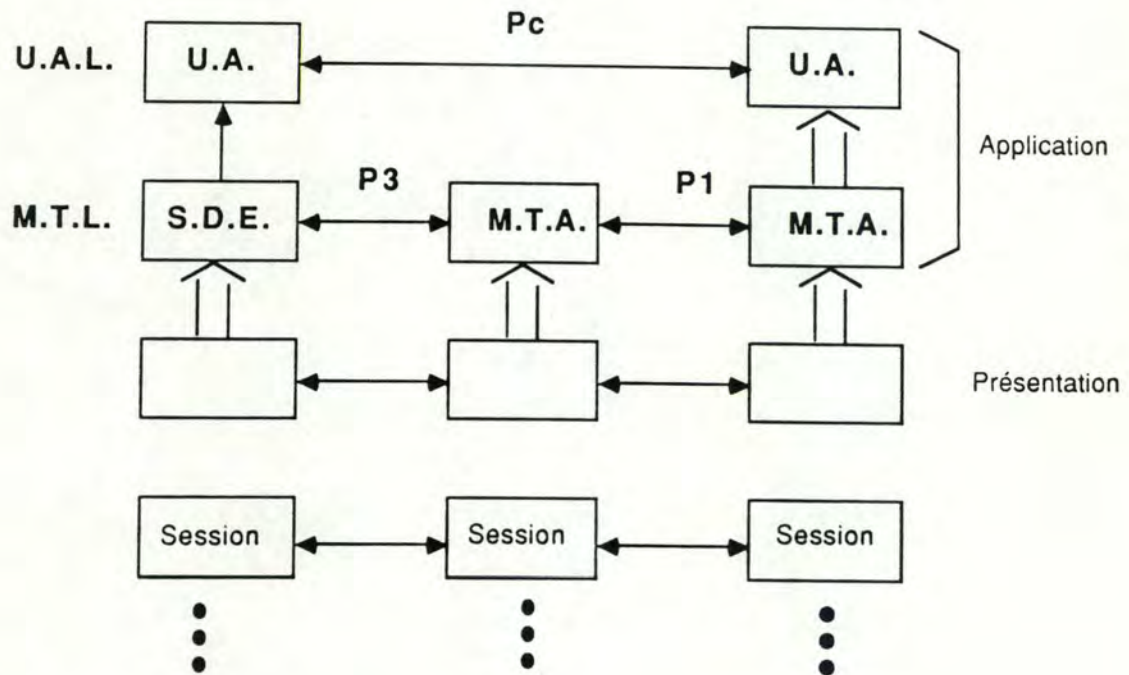 Pc
U.A.L. U.A. U.A.
Application
P3 P1
M.T.L. S.D.E. M.T.A. M.T.A.
Présentation
Session Session Session